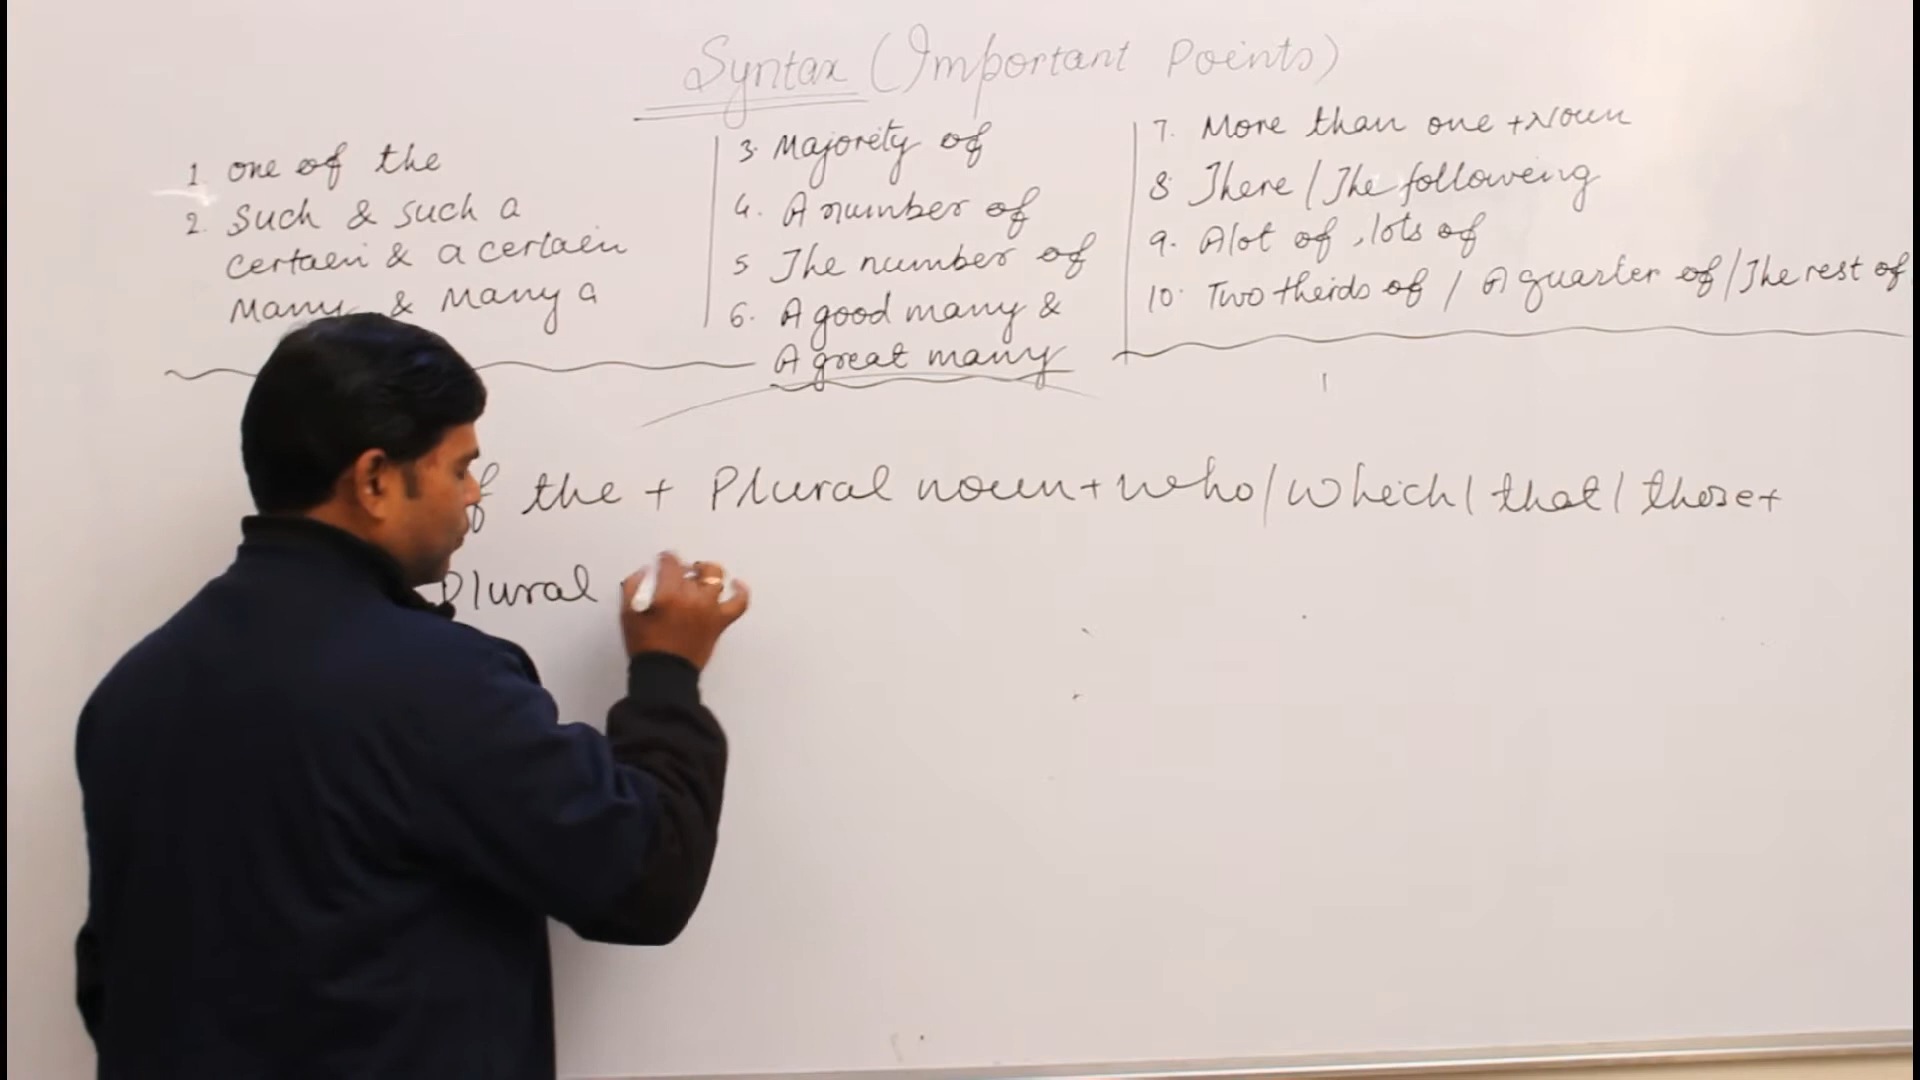 Syntax (Important Points)
1. one of the
2. Such & such a
certain & a certain
Many & Many a
3. Majority of
4. A number of
5 The number of
6. A good many &
A great many
7. More than one + Noun
8 There / The following
9. A lot of, lots of
10. Two thirds of / A quarter of / The rest of
f the + Plural noun + who / which / that / those +
Plural